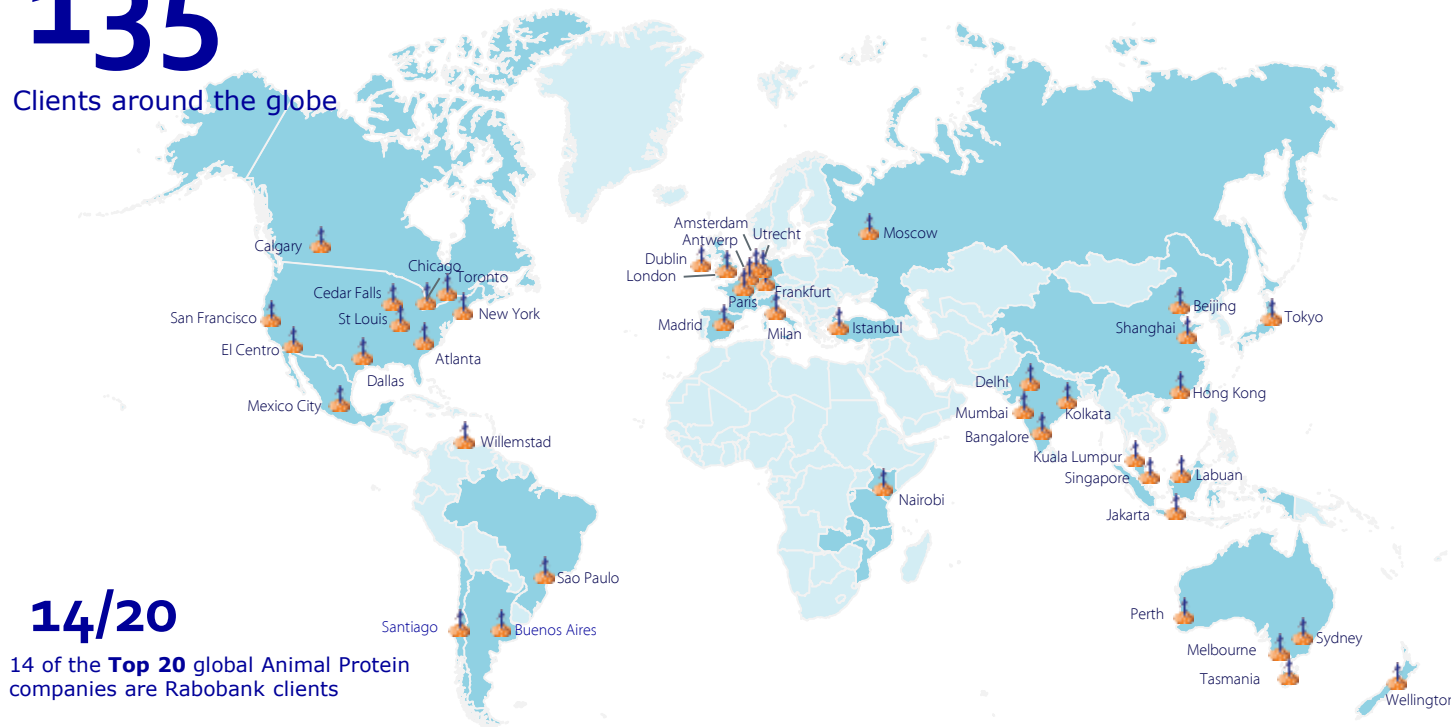 135
Clients around the globe
Calgary
Chicago
Toronto
Cedar Falls
San Francisco
St Louis
New York
El Centro
Atlanta
Dallas
Mexico City
Willemstad
Sao Paulo
Santiago
Buenos Aires
Amsterdam
Utrecht
Antwerp
Dublin
London
Moscow
Frankfurt
Paris
Madrid
Milan
Istanbul
Beijing
Tokyo
Shanghai
Delhi
Hong Kong
Mumbai
Kolkata
Bangalore
Kuala Lumpur
Singapore
Labuan
Nairobi
Jakarta
Perth
Sydney
Melbourne
Tasmania
Wellington
14/20
14 of the Top 20 global Animal Protein
companies are Rabobank clients